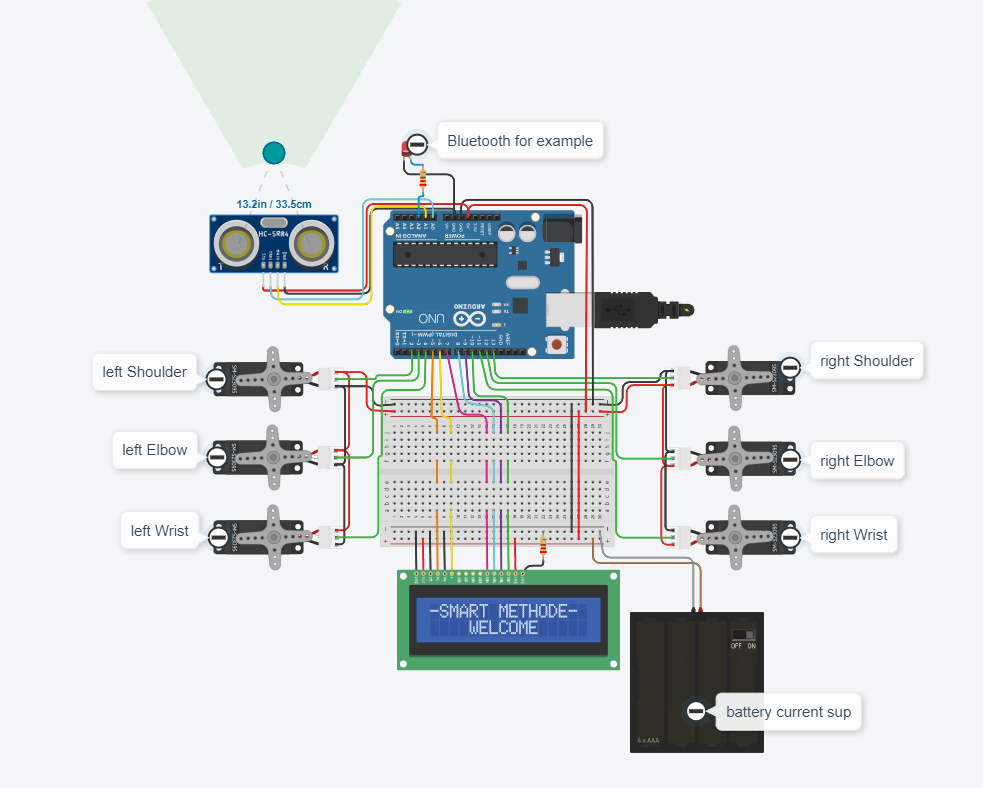 Bluetooth for example
13.2in / 33.5cm
HC-SR04
ANALOG IN
POWER
ARDUINO
UNO
DIGITAL (PWM~)
left Shoulder
right Shoulder
left Elbow
right Elbow
left Wrist
right Wrist
-SMART METHODE-
WELCOME
OFF ON
battery current sup
4 x AAA